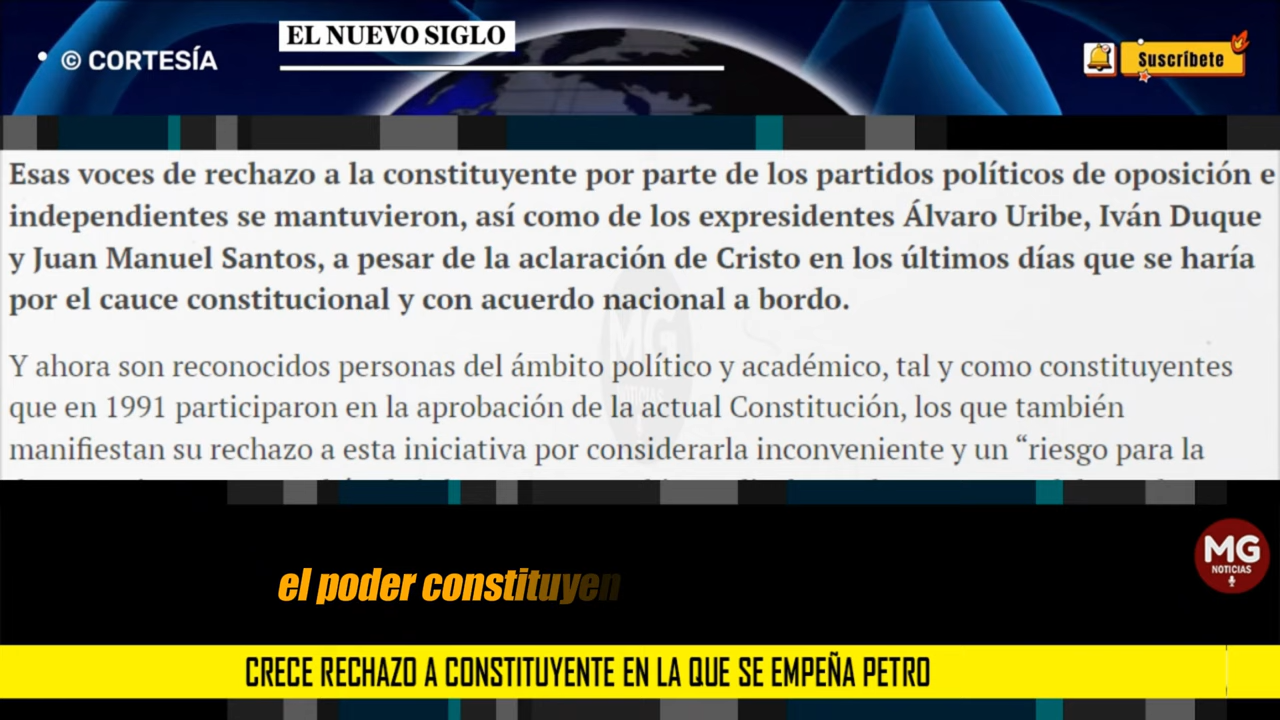 EL NUEVO SIGLO
© CORTESÍA
Suscríbete
Esas voces de rechazo a la constituyente por parte de los partidos políticos de oposición e
independientes se mantuvieron, así como de los expresidentes Álvaro Uribe, Iván Duque
y Juan Manuel Santos, a pesar de la aclaración de Cristo en los últimos días que se haría
por el cauce constitucional y con acuerdo nacional a bordo.
Y ahora son reconocidos personas del ámbito político y académico, tal y como constituyentes
que en 1991 participaron en la aprobación de la actual Constitución, los que también
manifiestan su rechazo a esta iniciativa por considerarla inconveniente y un “riesgo para la
el poder constituyen
MG
NOTICIAS
CRECE RECHAZO A CONSTITUYENTE EN LA QUE SE EMPEÑA PETRO